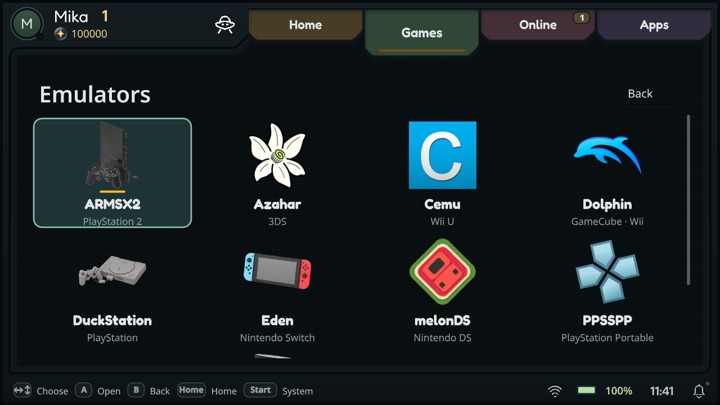 M
Mika 1
100000
Home
Games
Online 1
Apps
Emulators
Back
ARMSX2
PlayStation 2
Azahar
3DS
C
Cemu
Wii U
Dolphin
GameCube · Wii
DuckStation
PlayStation
Eden
Nintendo Switch
melonDS
Nintendo DS
PPSSPP
PlayStation Portable
Choose A Open B Back Home Home Start System
100% 11:41